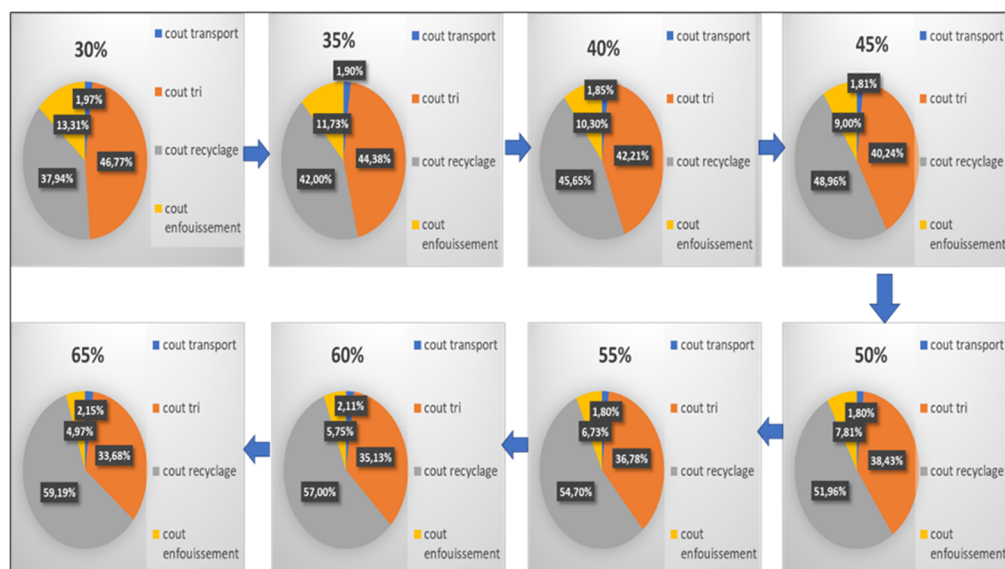 30%
cout transport
cout tri
cout recyclage
cout
enfouissement
1,97%
13,31%
46,77%
37,94%
35%
cout transport
cout tri
cout recyclage
cout
enfouissement
1,90%
11,73%
44,38%
42,00%
40%
cout transport
cout tri
cout recyclage
cout
enfouissement
1,85%
10,30%
42,21%
45,65%
45%
cout transport
cout tri
cout recyclage
cout
enfouissement
1,81%
9,00%
40,24%
48,96%
65%
cout transport
cout tri
cout recyclage
cout
enfouissement
2,15%
4,97%
33,68%
59,19%
60%
cout transport
cout tri
cout recyclage
cout
enfouissement
2,11%
5,75%
35,13%
57,00%
55%
cout transport
cout tri
cout recyclage
cout
enfouissement
1,80%
6,73%
36,78%
54,70%
50%
cout transport
cout tri
cout recyclage
cout
enfouissement
1,80%
7,81%
38,43%
51,96%